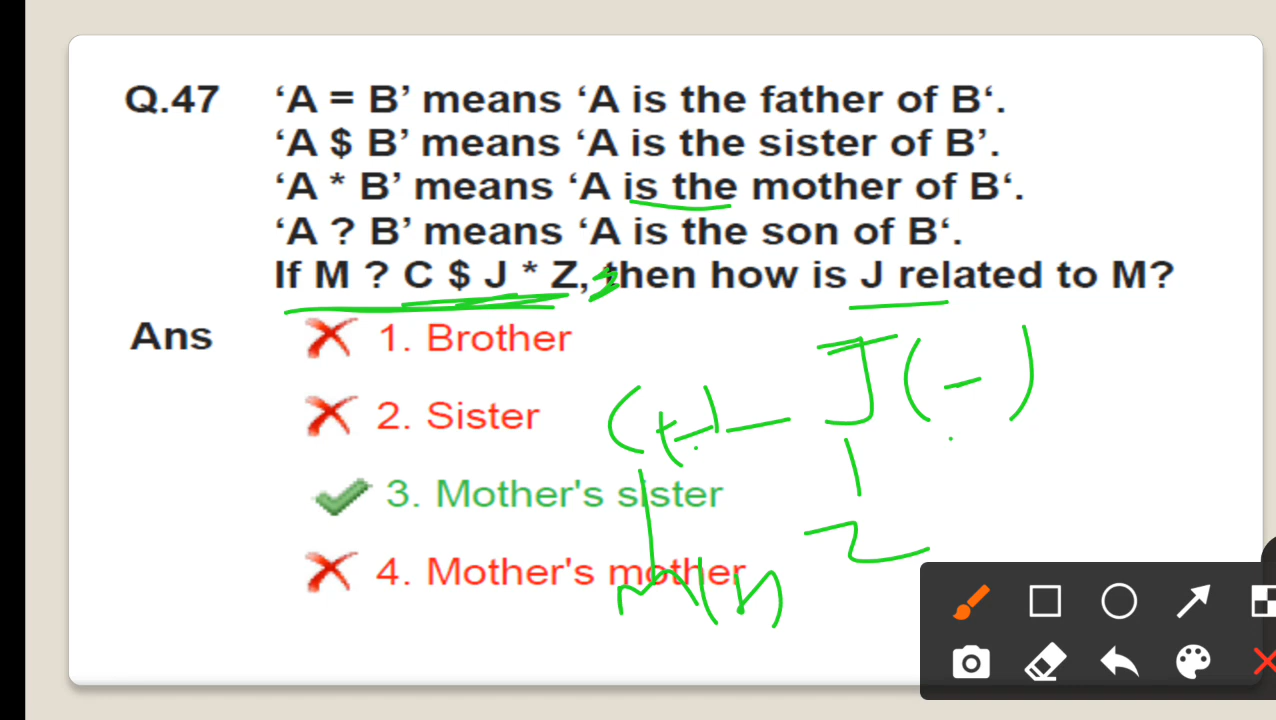 Q.47 ‘A = B’ means ‘A is the father of B‘.
‘A $ B’ means ‘A is the sister of B’.
‘A * B’ means ‘A is the mother of B‘.
‘A ? B’ means ‘A is the son of B‘.
If M ? C $ J * Z, then how is J related to M?
Ans 1. Brother
2. Sister
3. Mother's sister
4. Mother's mother
J (-)
Z